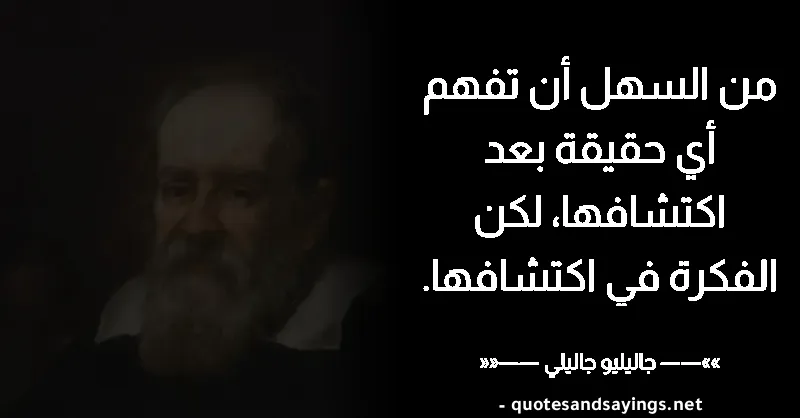 من السهل أن تفهم
أي حقيقة بعد
اكتشافها، لكن
الفكرة في اكتشافها.
»»—— جاليليو جاليلي ——««
- quotesandsayings.net